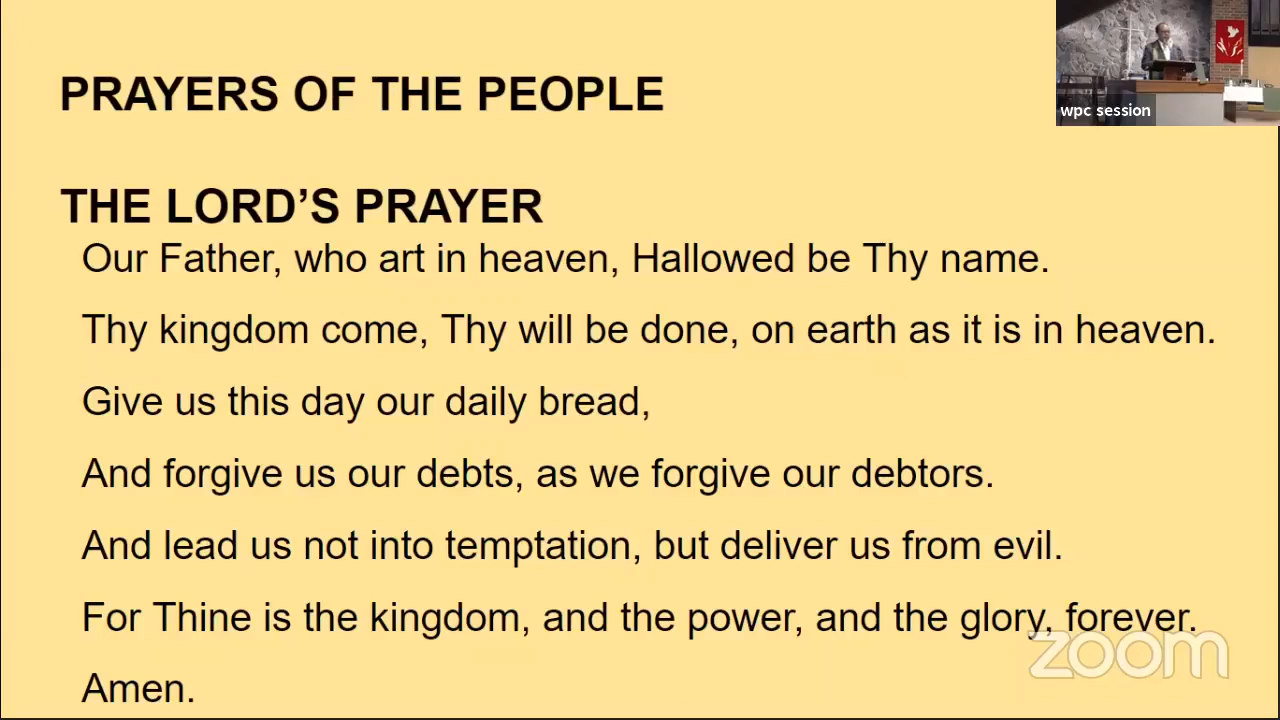 PRAYERS OF THE PEOPLE
wpc session
THE LORD’S PRAYER
Our Father, who art in heaven, Hallowed be Thy name.
Thy kingdom come, Thy will be done, on earth as it is in heaven.
Give us this day our daily bread,
And forgive us our debts, as we forgive our debtors.
And lead us not into temptation, but deliver us from evil.
For Thine is the kingdom, and the power, and the glory, forever.
zoom
Amen.